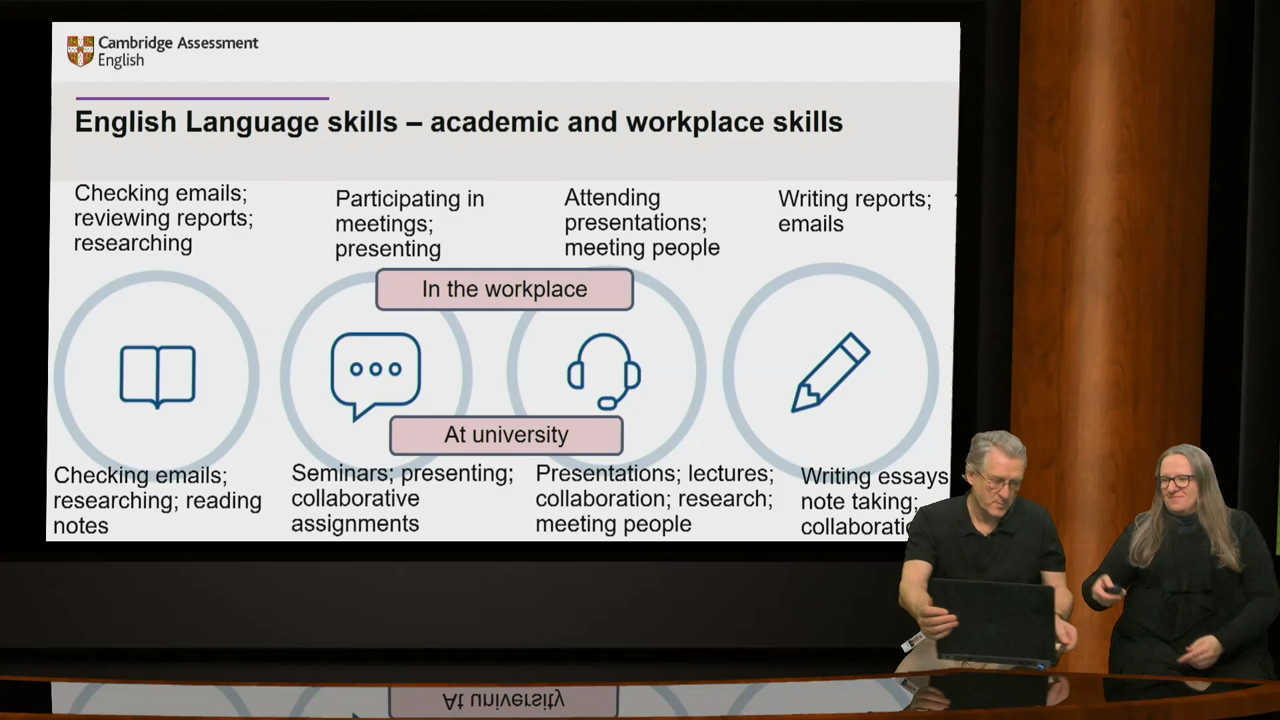 Cambridge Assessment
English
English Language skills – academic and workplace skills
Checking emails;
reviewing reports;
researching
Participating in
meetings;
presenting
Attending
presentations;
meeting people
Writing reports;
emails
In the workplace
At university
Checking emails;
researching; reading
notes
Seminars; presenting;
collaborative
assignments
Presentations; lectures;
collaboration; research;
meeting people
Writing essays
note taking;
At university